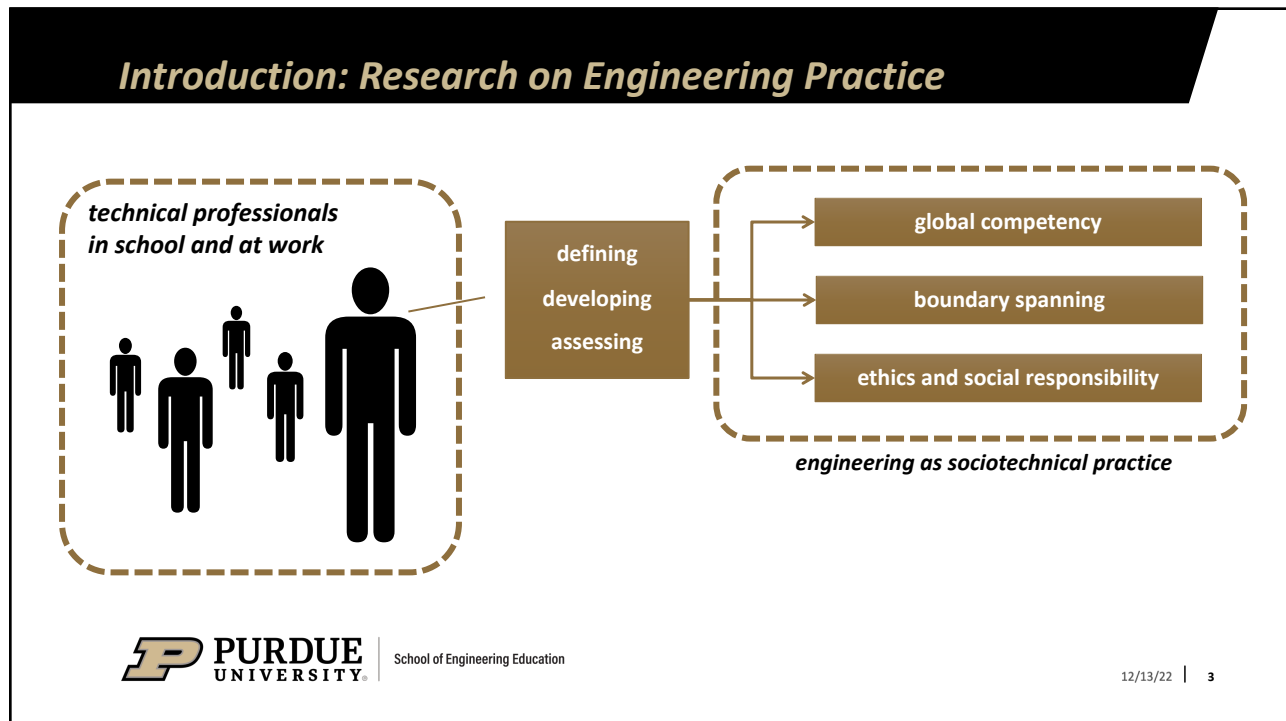 Introduction: Research on Engineering Practice
technical professionals
in school and at work
defining
developing
assessing
global competency
boundary spanning
ethics and social responsibility
engineering as sociotechnical practice
P PURDUE
UNIVERSITY®
School of Engineering Education
12/13/22 | 3